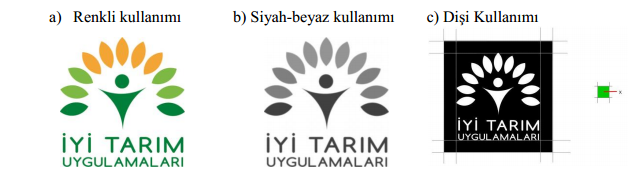 a) Renkli kullanımı b) Siyah-beyaz kullanımı c) Dişi Kullanımı
İYİ TARIM
UYGULAMALARI
İYİ TARIM
UYGULAMALARI
İYİ TARIM
UYGULAMALARI
x